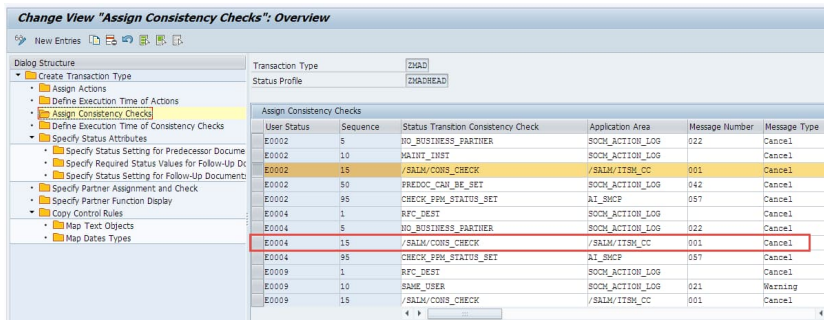 Change View "Assign Consistency Checks": Overview
New Entries
Dialog Structure
Create Transaction Type
Assign Actions
Define Execution Time of Actions
Assign Consistency Checks
Define Execution Time of Consistency Checks
Specify Status Attributes
Specify Status Setting for Predecessor Docume
Specify Required Status Values for Follow-Up Do
Specify Status Setting for Follow-Up Document
Specify Partner Assignment and Check
Specify Partner Function Display
Copy Control Rules
Map Text Objects
Map Dates Types
Transaction Type ZMAD
Status Profile ZMADHEAD
Assign Consistency Checks
User Status Sequence Status Transition Consistency Check Application Area Message Number Message Type
E0002 5 NO_BUSINESS_PARTNER SOCM_ACTION_LOG 022 Cancel
E0002 10 MAINT_INST SOCM_ACTION_LOG Cancel
E0002 15 /SALM/CONS_CHECK /SALM/ITSM_CC 001 Cancel
E0002 50 PREDOC_CAN_BE_SET SOCM_ACTION_LOG 042 Cancel
E0002 95 CHECK_PPM_STATUS_SET AI_SMCP 057 Cancel
E0004 1 RFC_DEST SOCM_ACTION_LOG Cancel
E0004 5 NO_BUSINESS_PARTNER SOCM_ACTION_LOG 022 Cancel
E0004 15 /SALM/CONS_CHECK /SALM/ITSM_CC 001 Cancel
E0004 95 CHECK_PPM_STATUS_SET AI_SMCP 057 Cancel
E0009 1 RFC_DEST SOCM_ACTION_LOG Cancel
E0009 10 SAME_USER SOCM_ACTION_LOG 021 Warning
E0009 15 /SALM/CONS_CHECK /SALM/ITSM_CC 001 Cancel